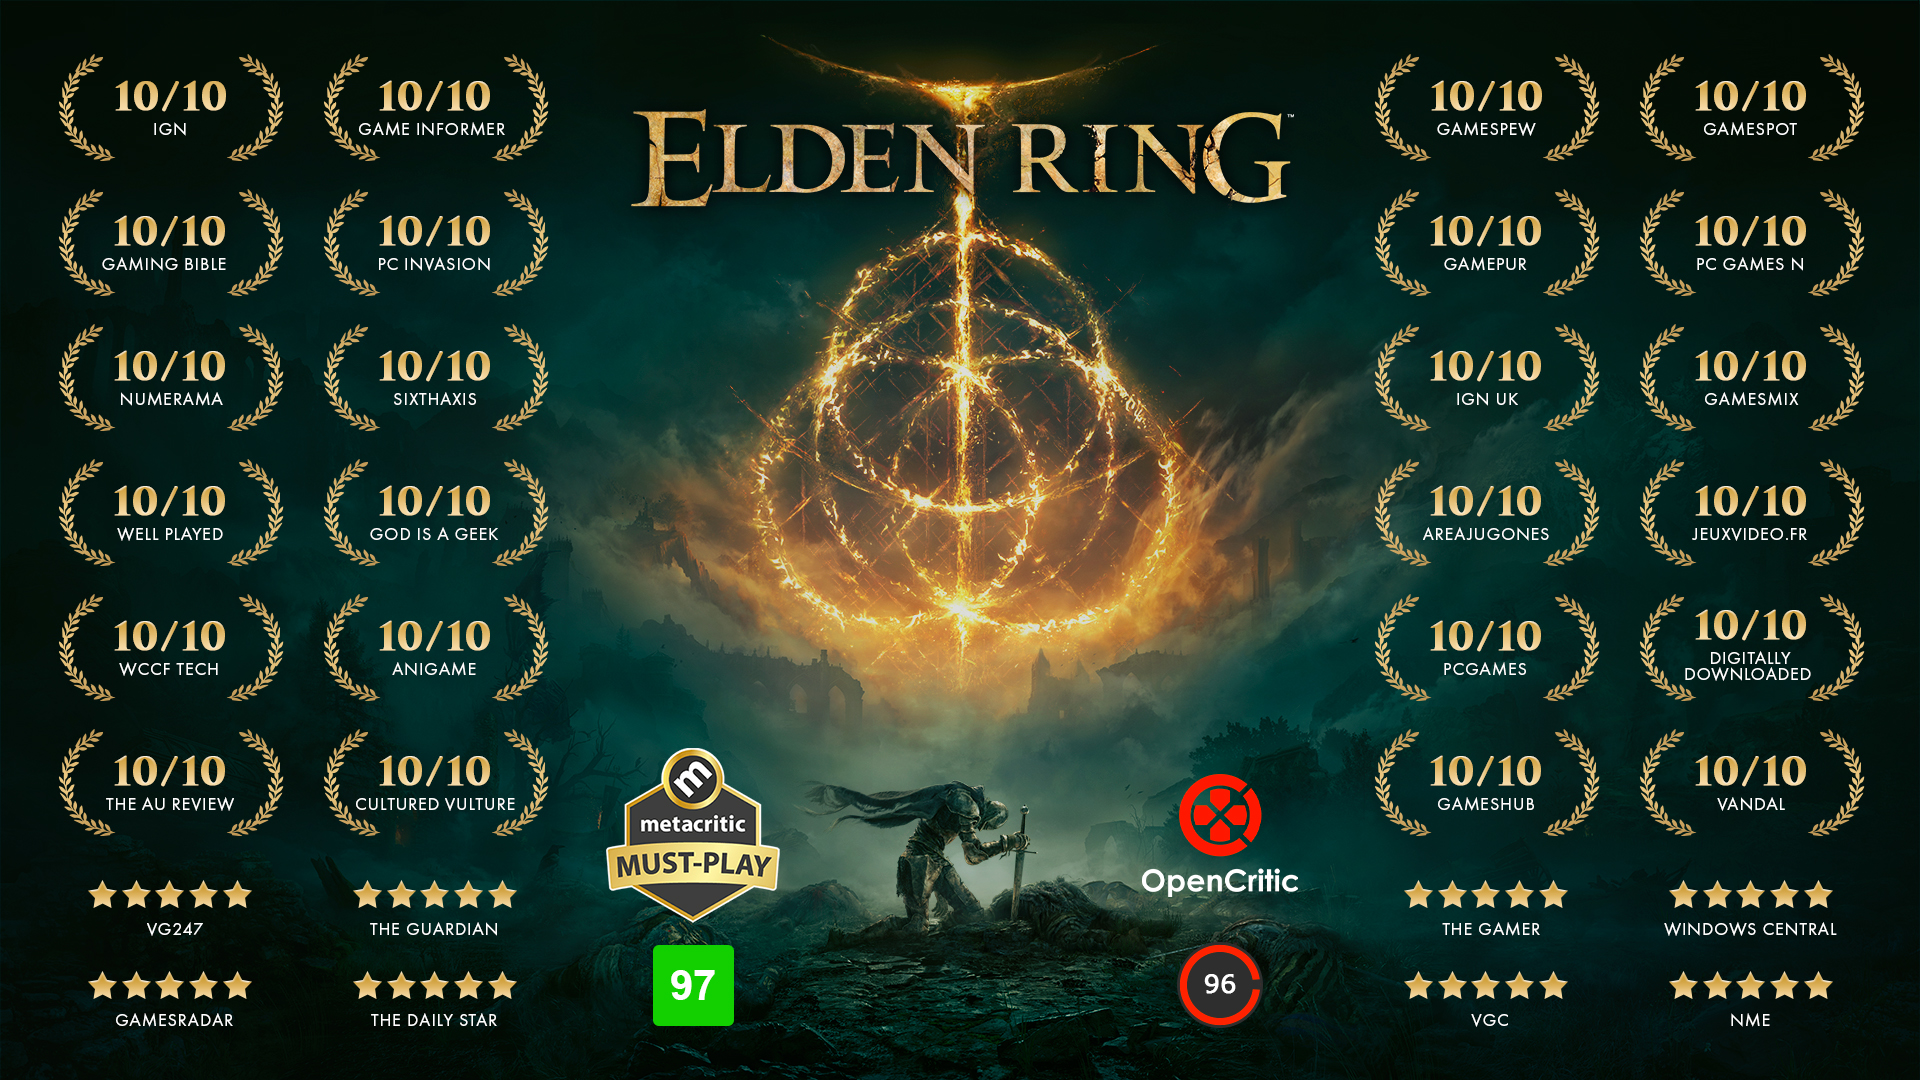 ELDEN RING™
10/10
IGN
10/10
GAME INFORMER
10/10
GAMING BIBLE
10/10
PC INVASION
10/10
NUMERAMA
10/10
SIXTHAXIS
10/10
WELL PLAYED
10/10
GOD IS A GEEK
10/10
WCCF TECH
10/10
ANIGAME
10/10
THE AU REVIEW
10/10
CULTURED VULTURE
VG247
THE GUARDIAN
GAMESRADAR
THE DAILY STAR
m
metacritic
MUST-PLAY
97
OpenCritic
96
10/10
GAMESPEW
10/10
GAMESPOT
10/10
GAMEPUR
10/10
PC GAMES N
10/10
IGN UK
10/10
GAMESMIX
10/10
AREAJUGONES
10/10
JEUXVIDEO.FR
10/10
PCGAMES
10/10
DIGITALLY
DOWNLOADED
10/10
GAMESHUB
10/10
VANDAL
THE GAMER
WINDOWS CENTRAL
VGC
NME